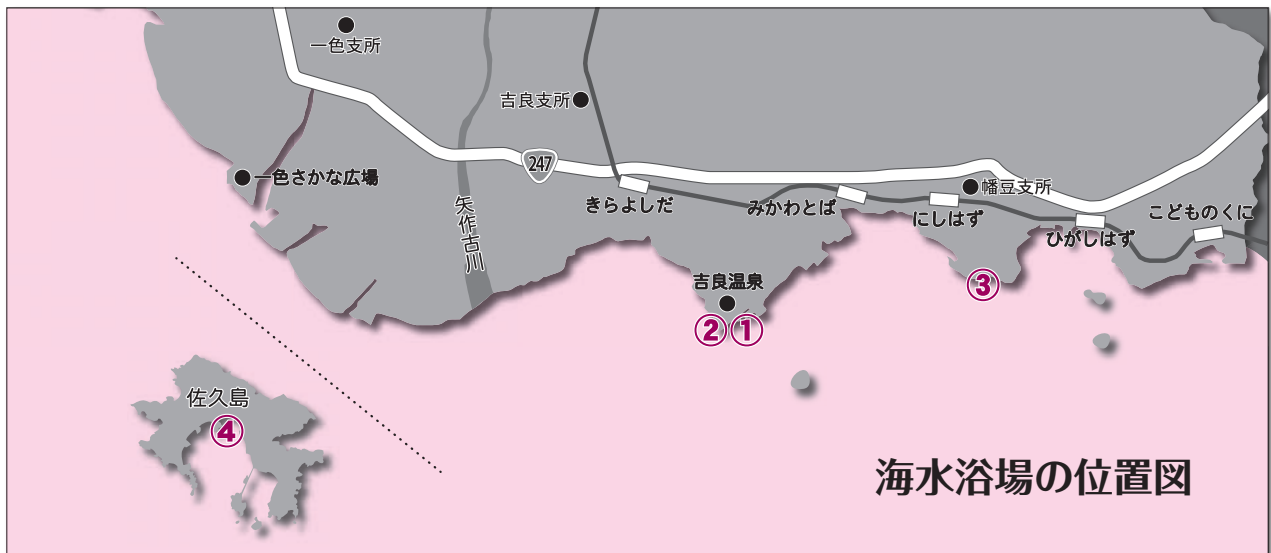 一色支所
吉良支所
247
一色さかな広場
幡豆支所
きらよしだ
みかわとば
にしはず
ひがしはず
こどものくに
矢作古川
吉良温泉
②①
③
佐久島
④
海水浴場の位置図